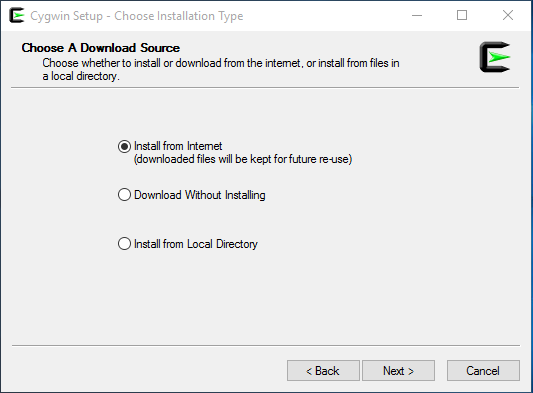 Cygwin Setup - Choose Installation Type
Choose A Download Source
Choose whether to install or download from the internet, or install from files in
a local directory.
Install from Internet
(downloaded files will be kept for future re-use)
Download Without Installing
Install from Local Directory
< Back
Next >
Cancel